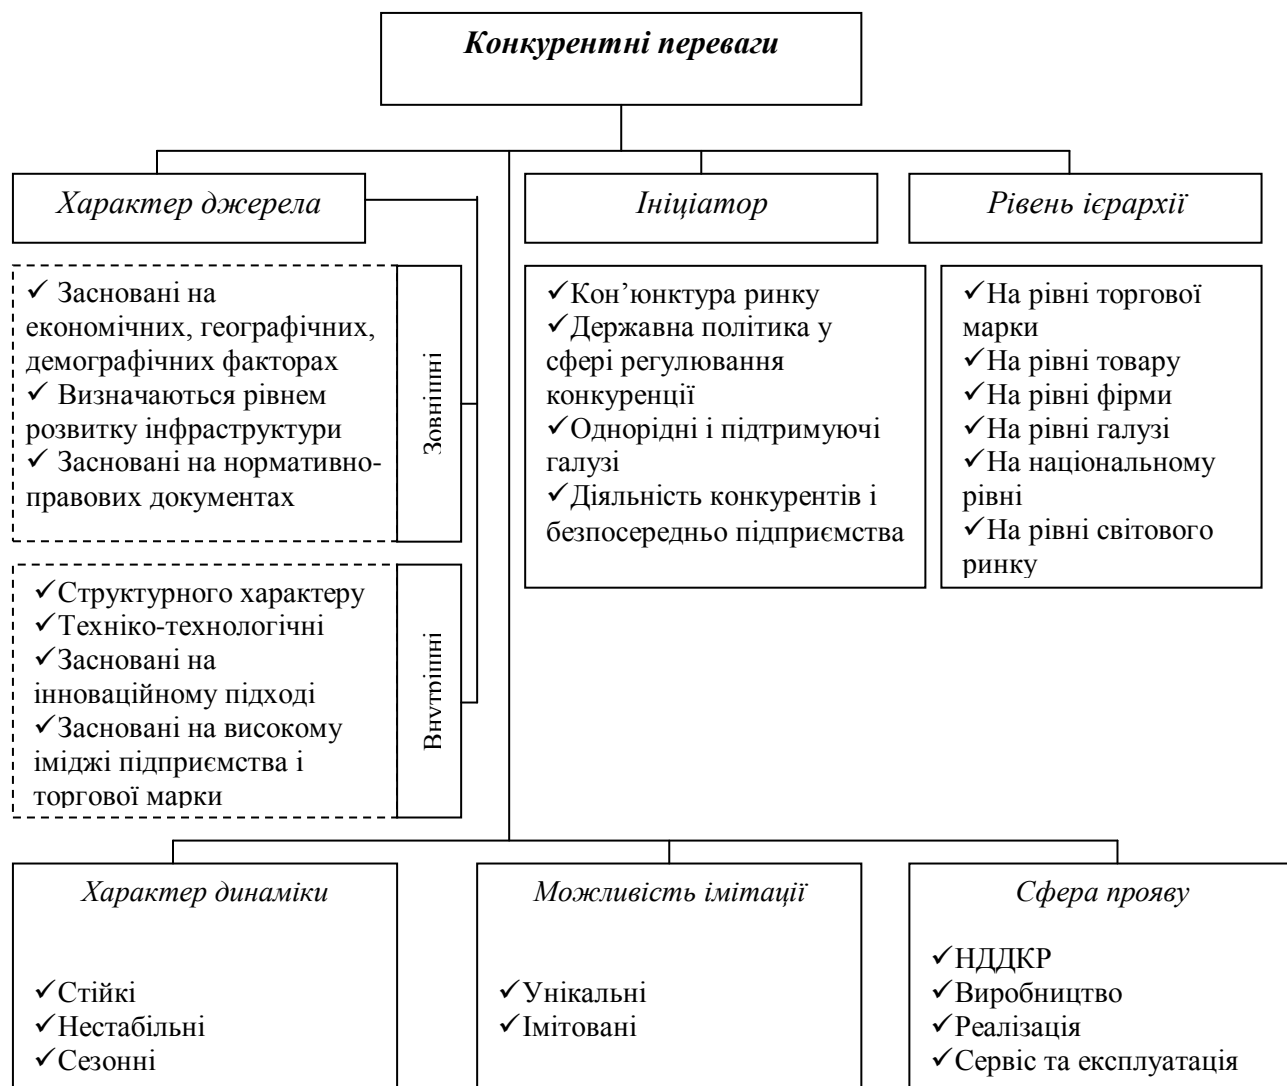 Конкурентні переваги
Характер джерела
Ініціатор
Рівень ієрархії
✓ Засновані на
економічних, географічних,
демографічних факторах
✓ Визначаються рівнем
розвитку інфраструктури
✓ Засновані на нормативно-
правових документах
Зовнішні
✓Структурного характеру
✓Техніко-технологічні
✓Засновані на
інноваційному підході
✓Засновані на високому
іміджі підприємства і
торгової марки
Внутрішні
✓Кон’юнктура ринку
✓Державна політика у
сфері регулювання
конкуренції
✓Однорідні і підтримуючі
галузі
✓Діяльність конкурентів і
безпосередньо підприємства
✓На рівні торгової
марки
✓На рівні товару
✓На рівні фірми
✓На рівні галузі
✓На національному
рівні
✓На рівні світового
ринку
Характер динаміки
✓Стійкі
✓Нестабільні
✓Сезонні
Можливість імітації
✓Унікальні
✓Імітовані
Сфера прояву
✓НДДКР
✓Виробництво
✓Реалізація
✓Сервіс та експлуатація